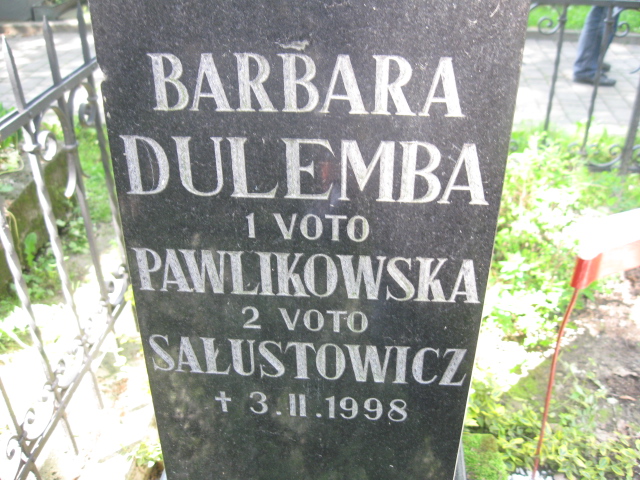 BARBARA
DULEMBA
1 VOTO
PAWLIKOWSKA
2 VOTO
SAŁUSTOWICZ
† 3.II.1998